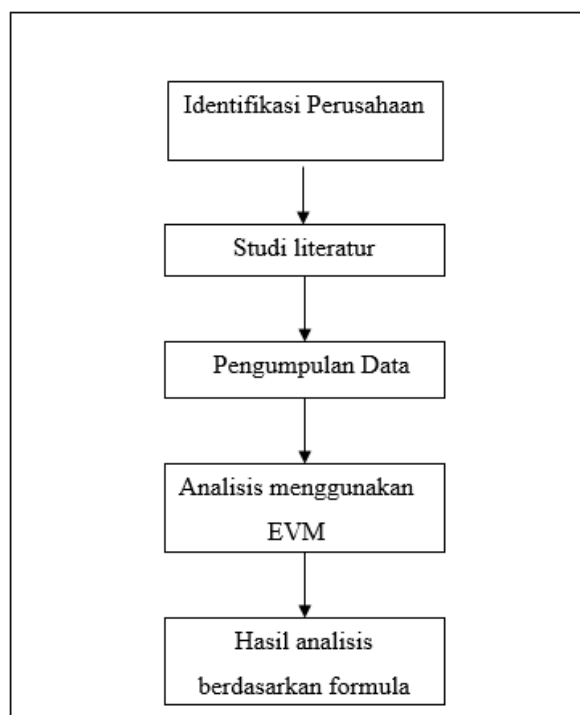 Identifikasi Perusahaan
Studi literatur
Pengumpulan Data
Analisis menggunakan
EVM
Hasil analisis
berdasarkan formula